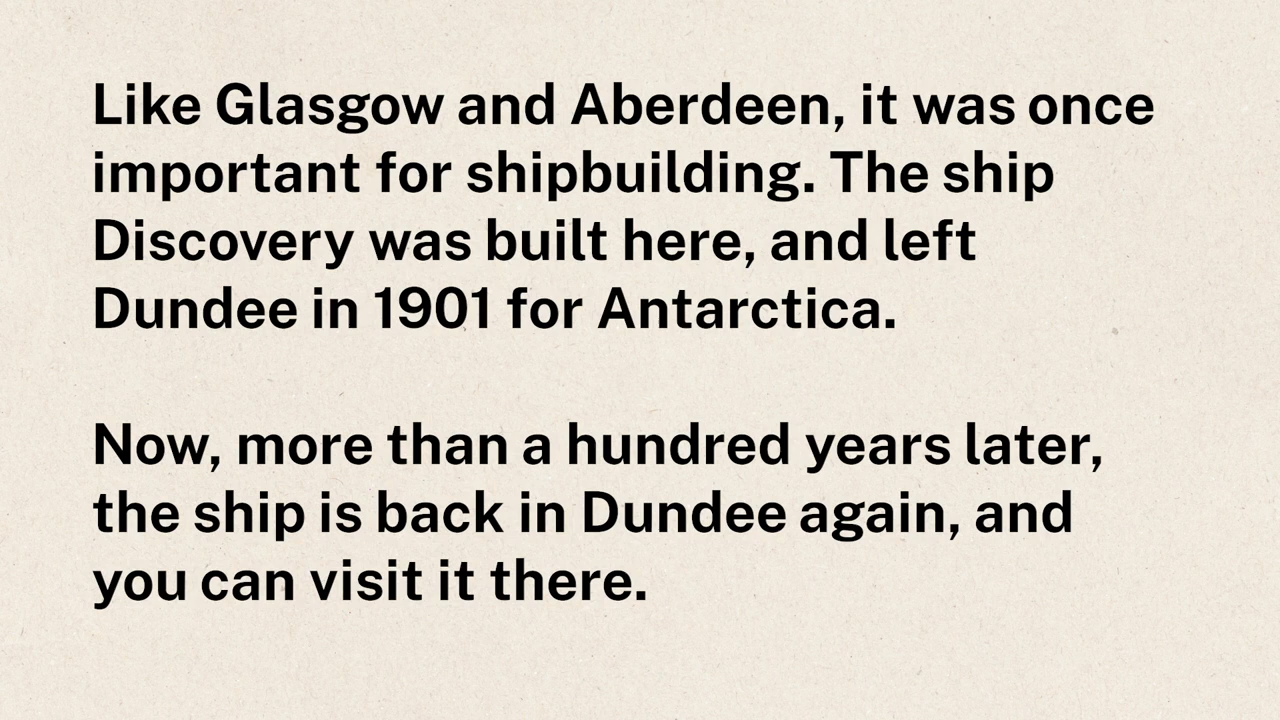 Like Glasgow and Aberdeen, it was once
important for shipbuilding. The ship
Discovery was built here, and left
Dundee in 1901 for Antarctica.
Now, more than a hundred years later,
the ship is back in Dundee again, and
you can visit it there.